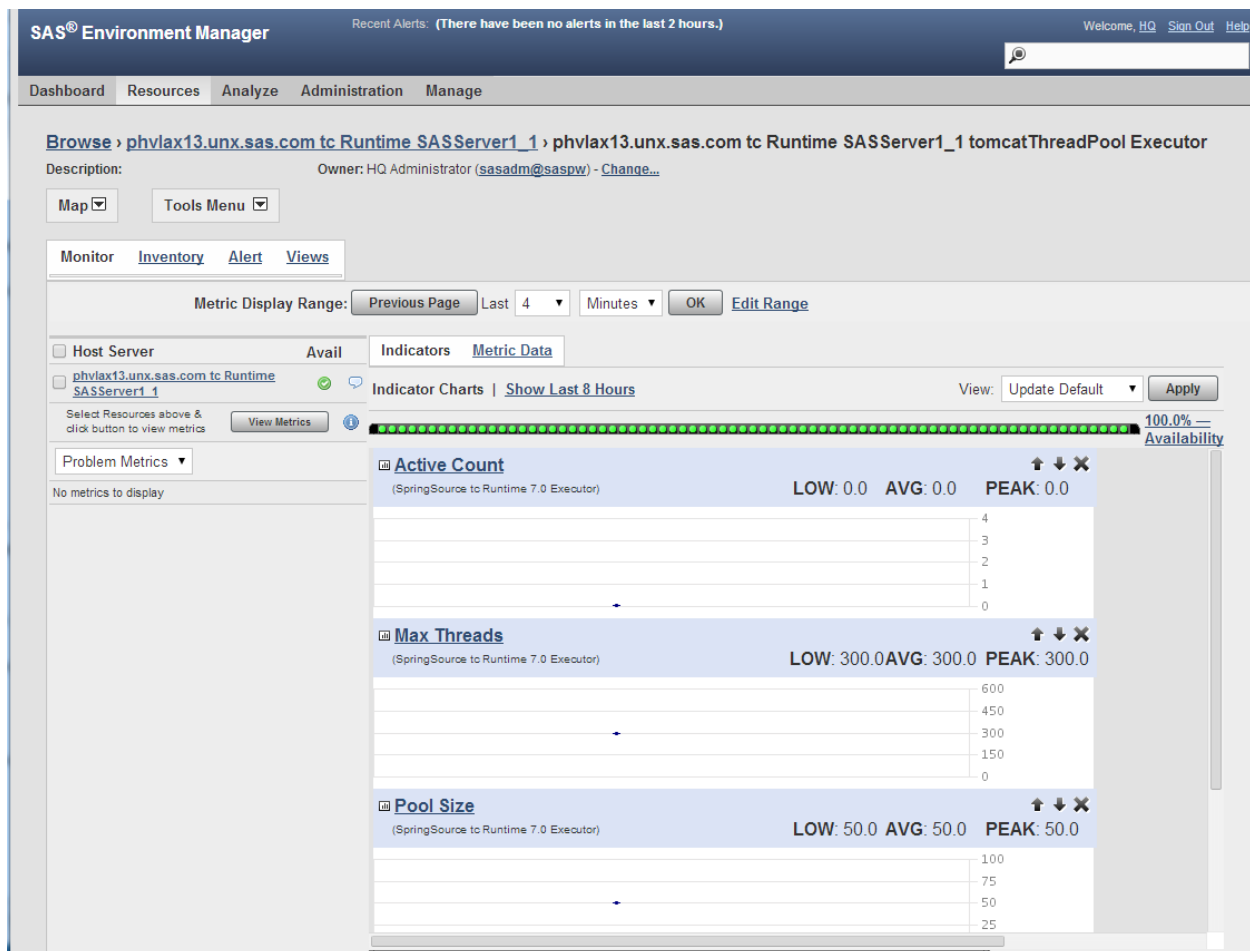 SAS® Environment Manager
Recent Alerts: (There have been no alerts in the last 2 hours.)
Welcome, HQ Sign Out Help
Dashboard Resources Analyze Administration Manage
Browse › phvlax13.unx.sas.com tc Runtime SASServer1_1 › phvlax13.unx.sas.com tc Runtime SASServer1_1 tomcatThreadPool Executor
Description: Owner: HQ Administrator (sasadm@saspw) - Change...
Map Tools Menu
Monitor Inventory Alert Views
Metric Display Range: Previous Page Last 4 Minutes OK Edit Range
Host Server Avail
phvlax13.unx.sas.com tc Runtime
SASServer1_1
Select Resources above &
click button to view metrics
View Metrics
Problem Metrics
No metrics to display
Indicators Metric Data
Indicator Charts | Show Last 8 Hours
View: Update Default Apply
100.0% —
Availability
Active Count
(SpringSource tc Runtime 7.0 Executor)
LOW: 0.0 AVG: 0.0 PEAK: 0.0
4
3
2
1
0
Max Threads
(SpringSource tc Runtime 7.0 Executor)
LOW: 300.0AVG: 300.0 PEAK: 300.0
600
450
300
150
0
Pool Size
(SpringSource tc Runtime 7.0 Executor)
LOW: 50.0 AVG: 50.0 PEAK: 50.0
100
75
50
25